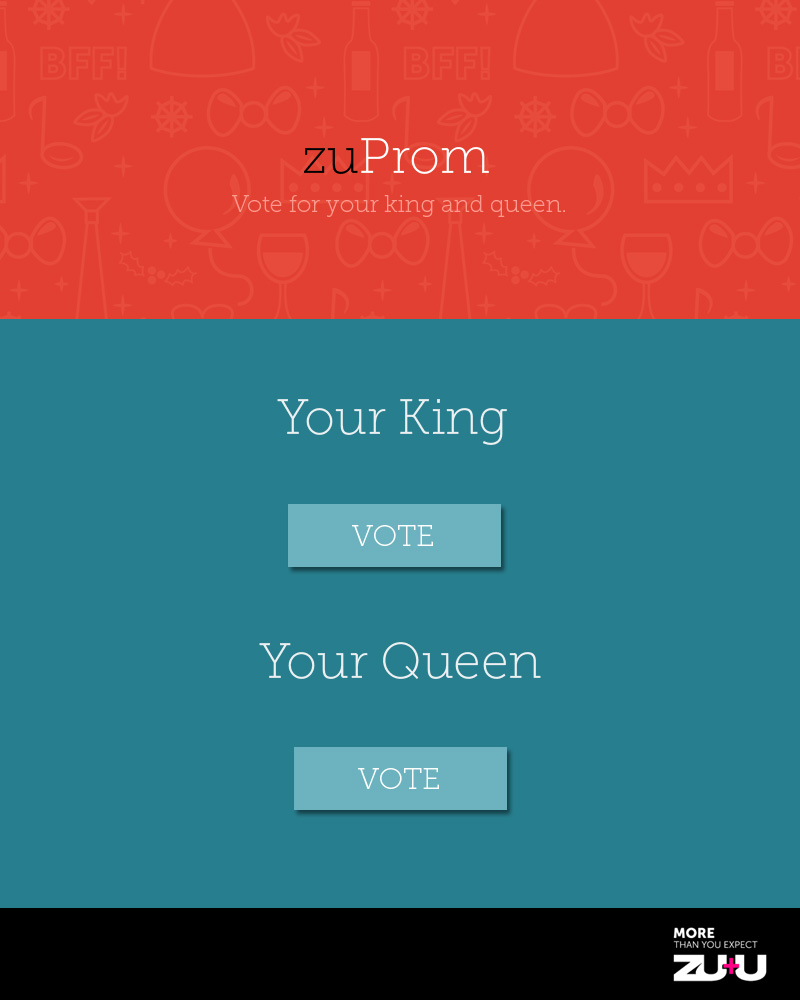 BFF!
BFF!
B
zuProm
Vote for your king and queen.
Your King
VOTE
Your Queen
VOTE
MORE
THAN YOU EXPECT
ZU+U